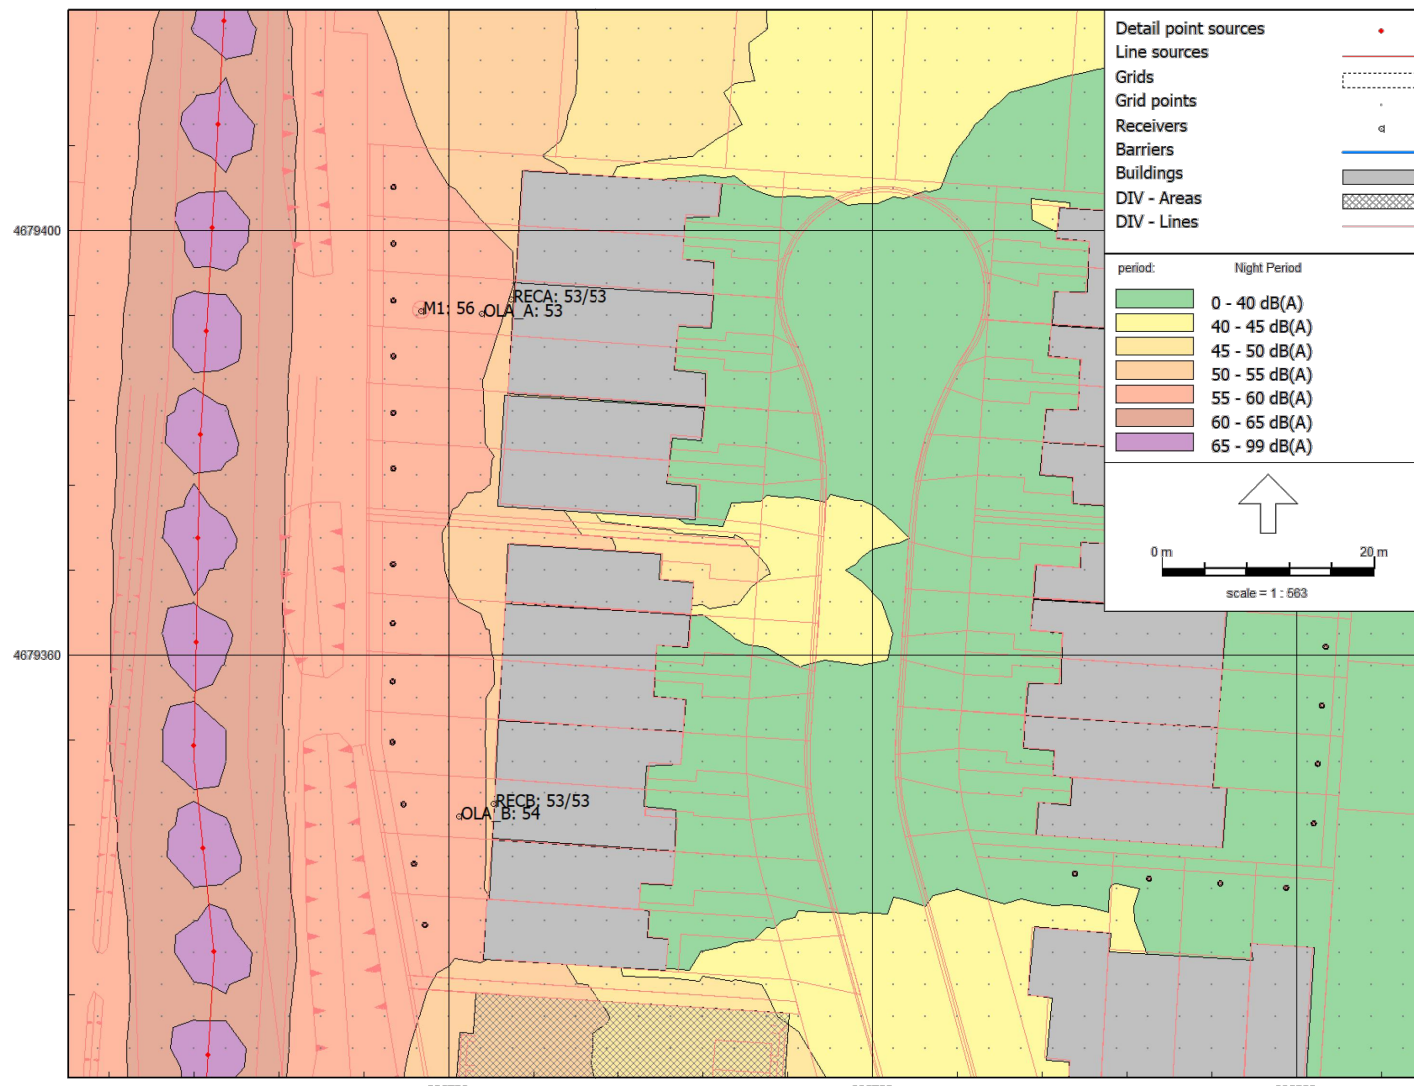 Detail point sources
Line sources
Grids
Grid points
Receivers
Barriers
Buildings
DIV - Areas
DIV - Lines
period: Night Period
0 - 40 dB(A)
40 - 45 dB(A)
45 - 50 dB(A)
50 - 55 dB(A)
55 - 60 dB(A)
60 - 65 dB(A)
65 - 99 dB(A)
0 m 20 m
scale = 1 : 563
4679400
RECA: 53/53
M1: 56
OLA_A: 53
4679360
RECB: 53/53
OLA_B: 54